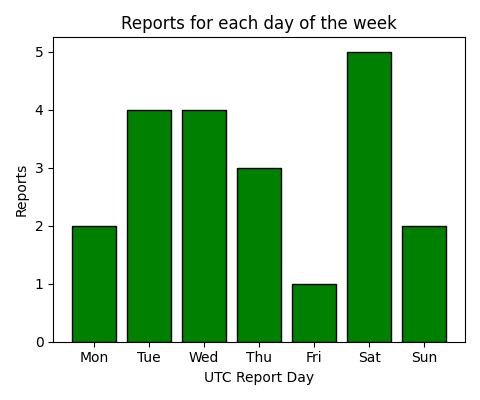 Reports for each day of the week
5
4
3
2
1
0
Reports
Mon Tue Wed Thu Fri Sat Sun
UTC Report Day